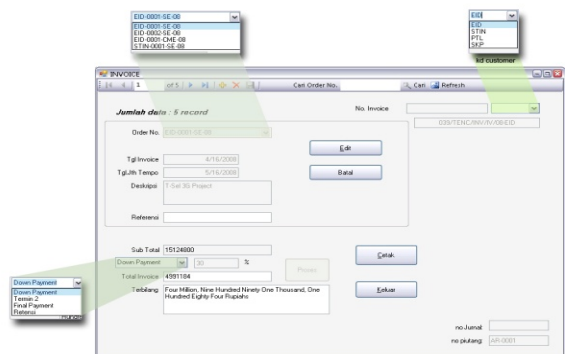 EID-0001-SE-08
EID-0001-SE-08
EID-0002-SE-08
EID-0001-CME-08
STIN-0001-SE-08
EID
EID
STIN
PTL
SKP
kd customer
INVOICE
1 of 5 Cari Order No. Cari Refresh
Jumlah data : 5 record
No. Invoice
039/TENC/INV/IV/08/EID
Order No. EID-0001-SE-08
Edit
Tgl Invoice 4/16/2008
Tgl.Jth Tempo 5/16/2008
Batal
Deskripsi T-Sel 3G Project
Referensi
Sub Total 15124800
Cetak
Down Payment 30 %
Proses
Total Invoice 4991184
Terbilang Four Million, Nine Hundred Ninety One Thousand, One
Hundred Eighty Four Rupiahs
Keluar
Down Payment
Down Payment
Termin 2
Final Payment
Retensi
no Jurnal
no piutang AR-0001